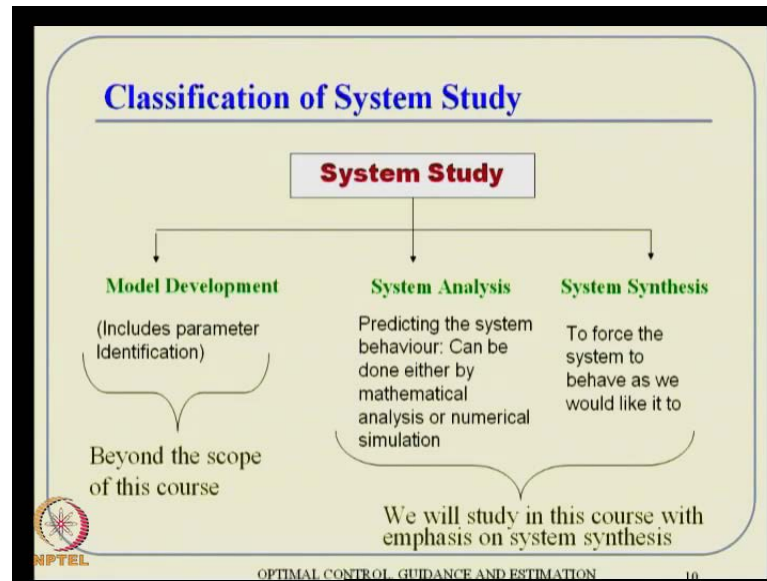 Classification of System Study
System Study
Model Development
(Includes parameter
Identification)
Beyond the scope
of this course
System Analysis
Predicting the system
behaviour: Can be
done either by
mathematical
analysis or numerical
simulation
System Synthesis
To force the
system to
behave as we
would like it to
We will study in this course with
emphasis on system synthesis
NPTEL
OPTIMAL CONTROL, GUIDANCE AND ESTIMATION
10